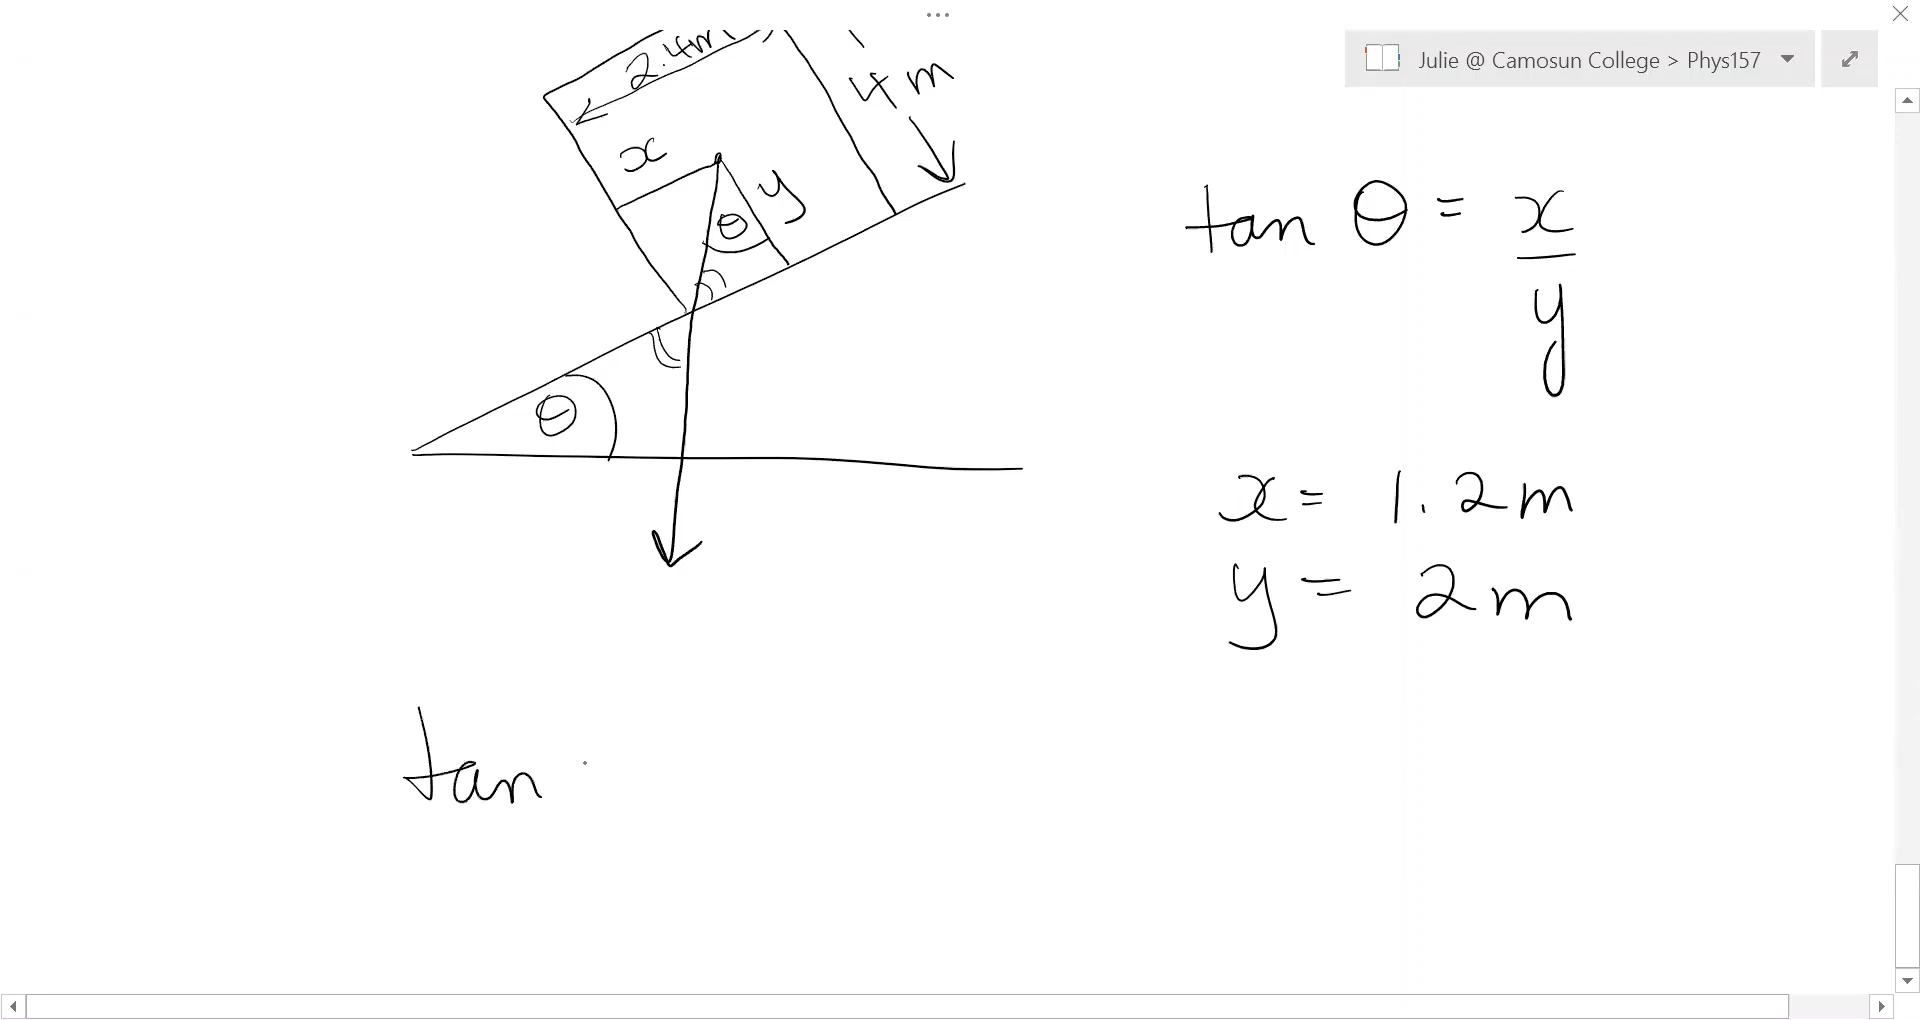 Julie @ Camosun College > Phys157
2.4m
4m
x
y
θ
θ
tan θ = x
y
x = 1.2m
y = 2m
tan